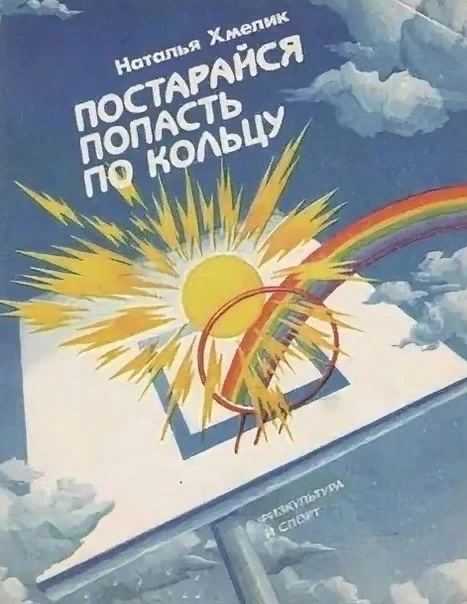 Наталья Хмелик
ПОСТАРАЙСЯ
ПОПАСТЬ
ПО КОЛЬЦУ
ФИЗКУЛЬТУРА
И СПОРТ